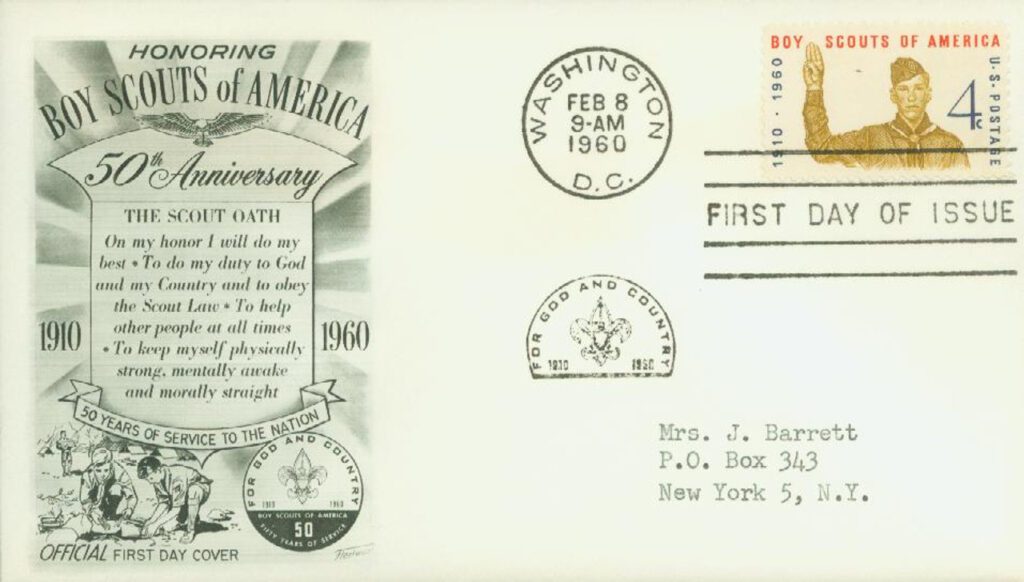 HONORING
BOY SCOUTS of AMERICA
50th Anniversary
THE SCOUT OATH
On my honor I will do my
best * To do my duty to God
and my Country and to obey
the Scout Law * To help
other people at all times
* To keep myself physically
strong, mentally awake
and morally straight
1910
1960
50 YEARS OF SERVICE TO THE NATION
FOR GOD AND COUNTRY
1910 1960
BOY SCOUTS OF AMERICA
50
FIFTY YEARS OF SERVICE
OFFICIAL FIRST DAY COVER
WASHINGTON
FEB 8
9-AM
1960
D.C.
BOY SCOUTS OF AMERICA
1910 · 1960
4c
U·S·POSTAGE
FIRST DAY OF ISSUE
FOR GOD AND COUNTRY
1910 1960
Mrs. J. Barrett
P.O. Box 343
New York 5, N.Y.